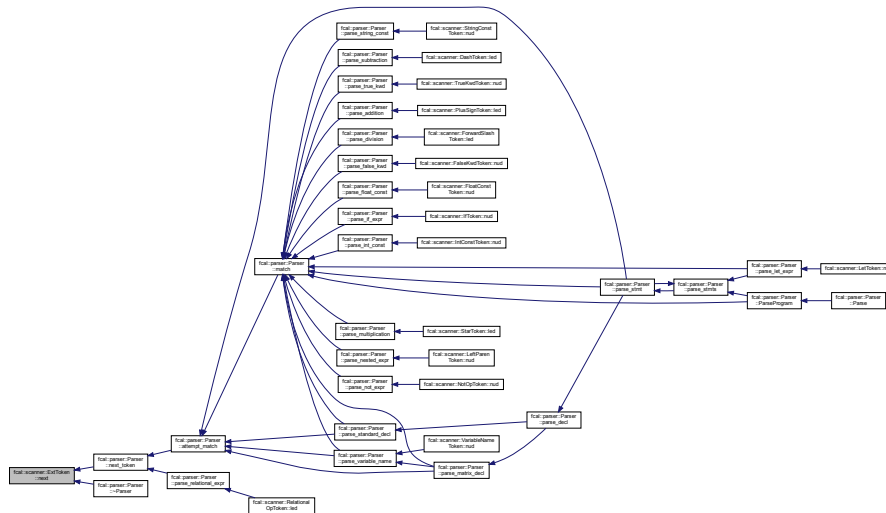 fcal::parser::Parser
::parse_string_const
fcal::scanner::StringConst
Token::nud
fcal::parser::Parser
::parse_subtraction
fcal::scanner::DashToken::led
fcal::parser::Parser
::parse_true_kwd
fcal::scanner::TrueKwdToken::nud
fcal::parser::Parser
::parse_addition
fcal::scanner::PlusSignToken::led
fcal::parser::Parser
::parse_division
fcal::scanner::ForwardSlash
Token::led
fcal::parser::Parser
::parse_false_kwd
fcal::scanner::FalseKwdToken::nud
fcal::parser::Parser
::parse_float_const
fcal::scanner::FloatConst
Token::nud
fcal::parser::Parser
::parse_if_expr
fcal::scanner::IfToken::nud
fcal::parser::Parser
::parse_int_const
fcal::scanner::IntConstToken::nud
fcal::parser::Parser
::match
fcal::parser::Parser
::parse_stmt
fcal::parser::Parser
::parse_stmts
fcal::parser::Parser
::parse_let_expr
fcal::scanner::LetToken::n
fcal::parser::Parser
::ParseProgram
fcal::parser::Parser
::Parse
fcal::parser::Parser
::parse_multiplication
fcal::scanner::StarToken::led
fcal::parser::Parser
::parse_nested_expr
fcal::scanner::LeftParen
Token::nud
fcal::parser::Parser
::parse_not_expr
fcal::scanner::NotOpToken::nud
fcal::parser::Parser
::parse_decl
fcal::parser::Parser
::parse_standard_decl
fcal::parser::Parser
::attempt_match
fcal::scanner::VariableName
Token::nud
fcal::parser::Parser
::parse_variable_name
fcal::parser::Parser
::parse_matrix_decl
fcal::parser::Parser
::next_token
fcal::scanner::ExtToken
::next
fcal::parser::Parser
::~Parser
fcal::parser::Parser
::parse_relational_expr
fcal::scanner::Relational
OpToken::led